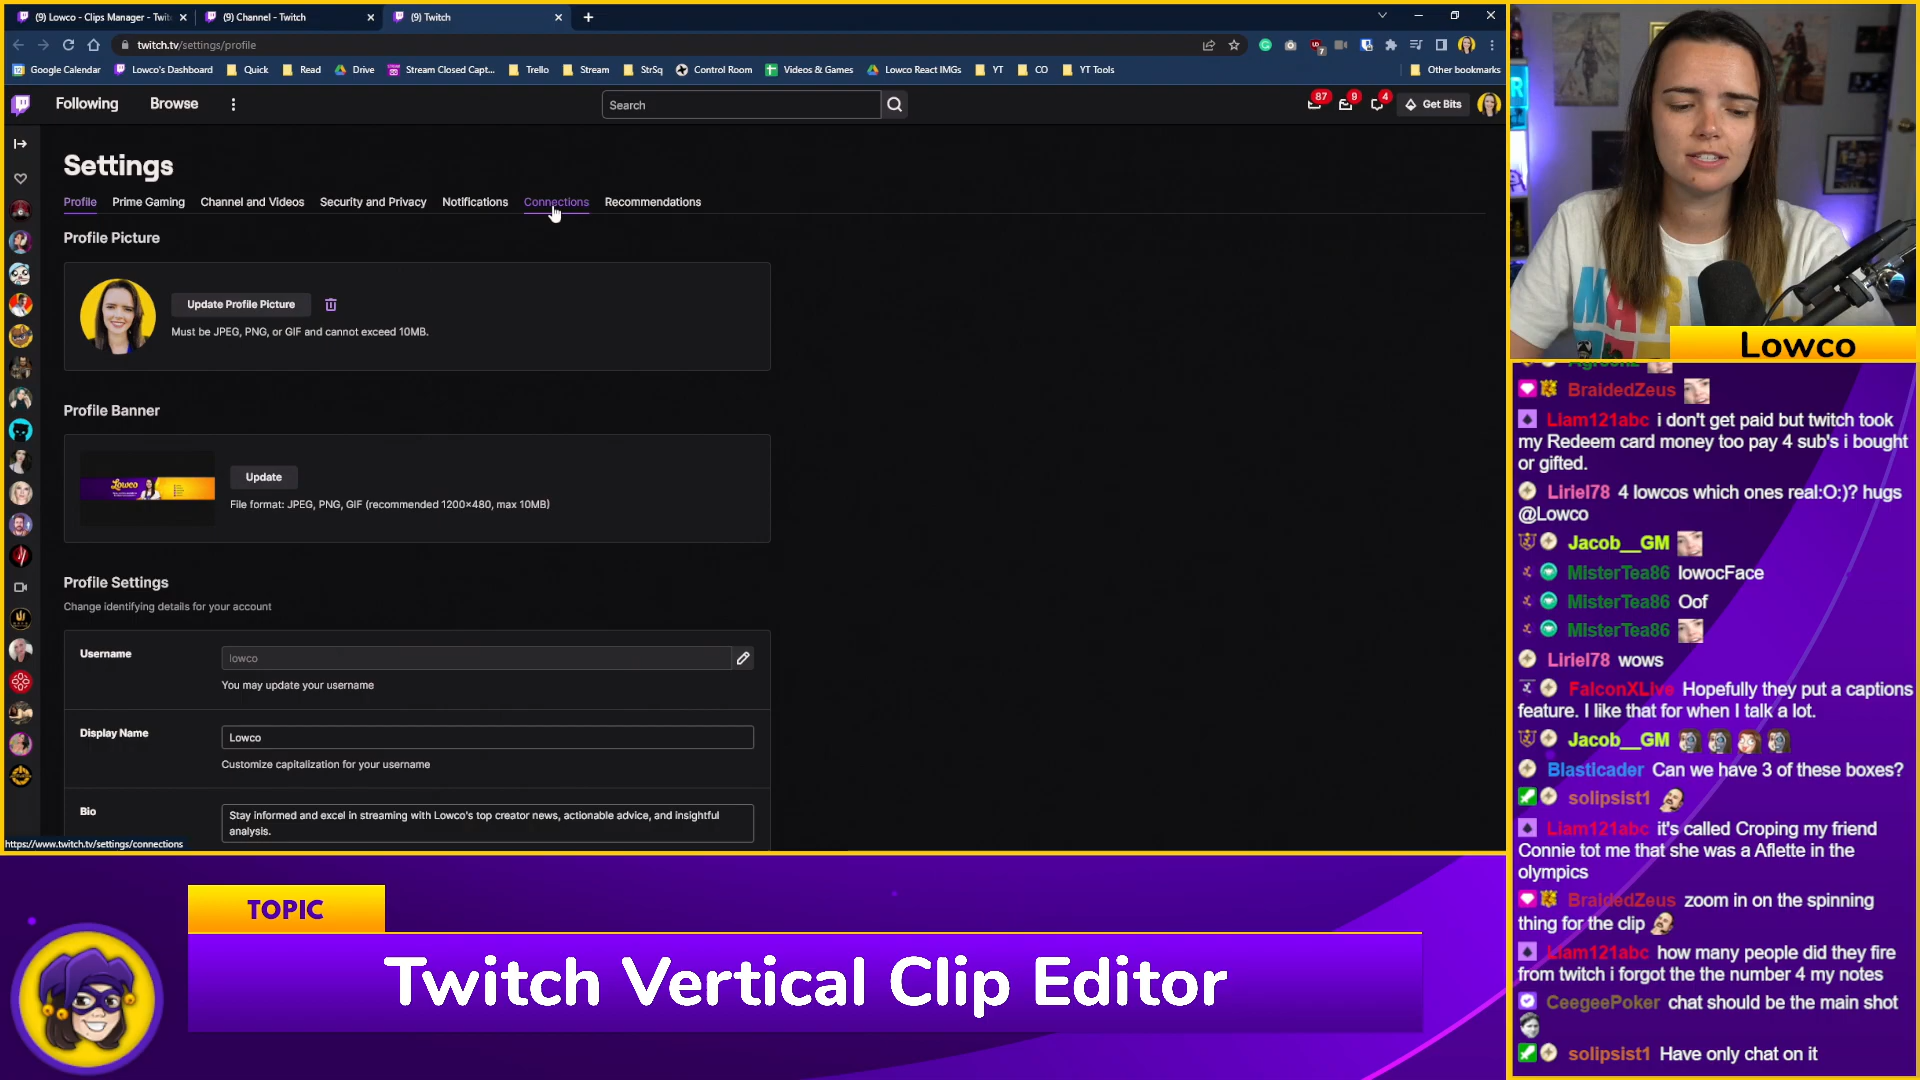 (9) Lowco - Clips Manager - Twit
(9) Channel - Twitch
(9) Twitch
twitch.tv/settings/profile
Google Calendar
Lowco's Dashboard
Quick
Read
Drive
Stream Closed Capt...
Trello
Stream
StrSq
Control Room
Videos & Games
Lowco React IMGs
YT
CO
YT Tools
Other bookmarks
Following
Browse
Search
87
9
4
Get Bits
Settings
Profile
Prime Gaming
Channel and Videos
Security and Privacy
Notifications
Connections
Recommendations
Profile Picture
Update Profile Picture
Must be JPEG, PNG, or GIF and cannot exceed 10MB.
Profile Banner
Lowco
Update
File format: JPEG, PNG, GIF (recommended 1200×480, max 10MB)
Profile Settings
Change identifying details for your account
Username
lowco
You may update your username
Display Name
Lowco
Customize capitalization for your username
Bio
Stay informed and excel in streaming with Lowco's top creator news, actionable advice, and insightful
analysis.
https://www.twitch.tv/settings/connections
TOPIC
Twitch Vertical Clip Editor
Lowco
BraidedZeus
Liam121abc i don't get paid but twitch took
my Redeem card money too pay 4 sub's i bought
or gifted.
Liriel78 4 lowcos which ones real:O:)? hugs
@Lowco
Jacob__GM
MisterTea86 lowocFace
MisterTea86 Oof
MisterTea86
Liriel78 wows
FalconXLive Hopefully they put a captions
feature. I like that for when I talk a lot.
Jacob__GM
Blasticader Can we have 3 of these boxes?
solipsist1
Liam121abc it's called Croping my friend
Connie tot me that she was a Aflette in the
olympics
BraidedZeus zoom in on the spinning
thing for the clip
Liam121abc how many people did they fire
from twitch i forgot the the number 4 my notes
CeegeePoker chat should be the main shot
solipsist1 Have only chat on it